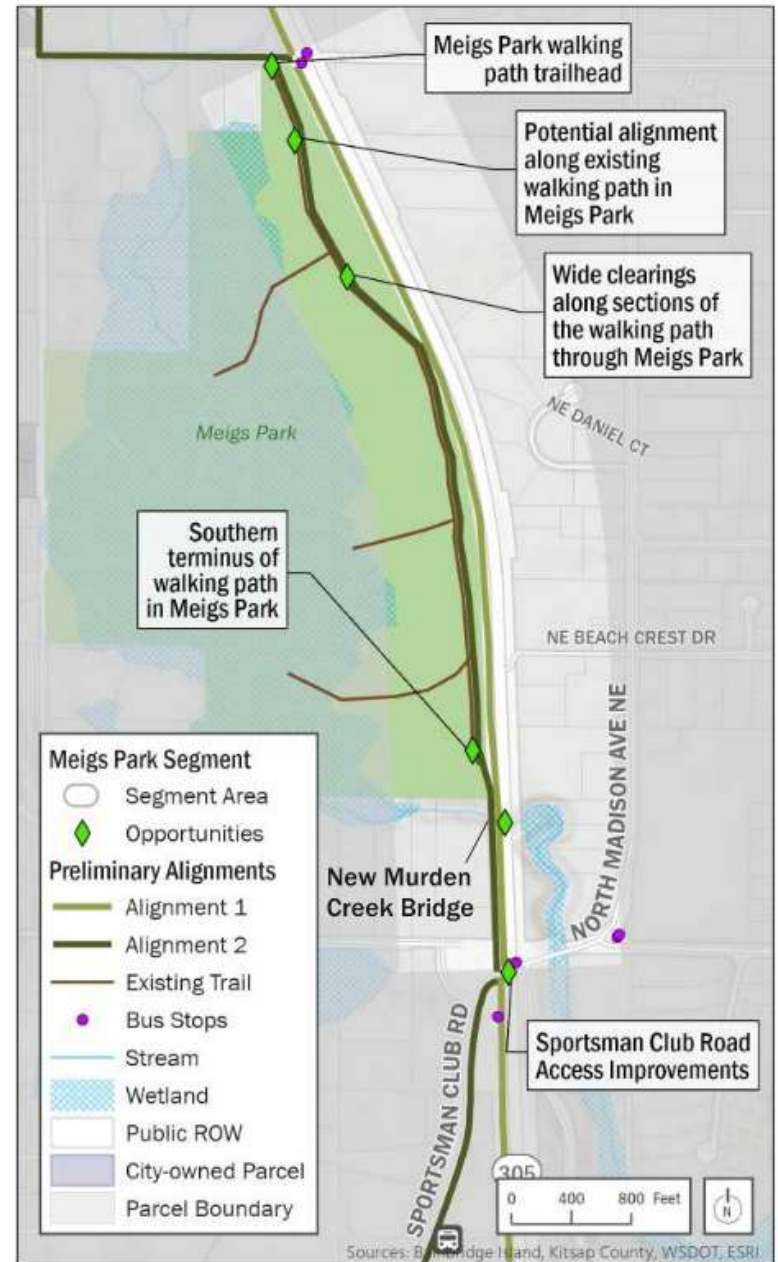 Meigs Park walking
path trailhead
Potential alignment
along existing
walking path in
Meigs Park
Wide clearings
along sections of
the walking path
through Meigs Park
NE DANIEL CT
Meigs Park
Southern
terminus of
walking path
in Meigs Park
NE BEACH CREST DR
NORTH MADISON AVE NE
New Murden
Creek Bridge
Sportsman Club Road
Access Improvements
SPORTSMAN CLUB RD
305
Meigs Park Segment
Segment Area
Opportunities
Preliminary Alignments
Alignment 1
Alignment 2
Existing Trail
Bus Stops
Stream
Wetland
Public ROW
City-owned Parcel
Parcel Boundary
0 400 800 Feet
N
Sources: Bainbridge Island, Kitsap County, WSDOT, ESRI